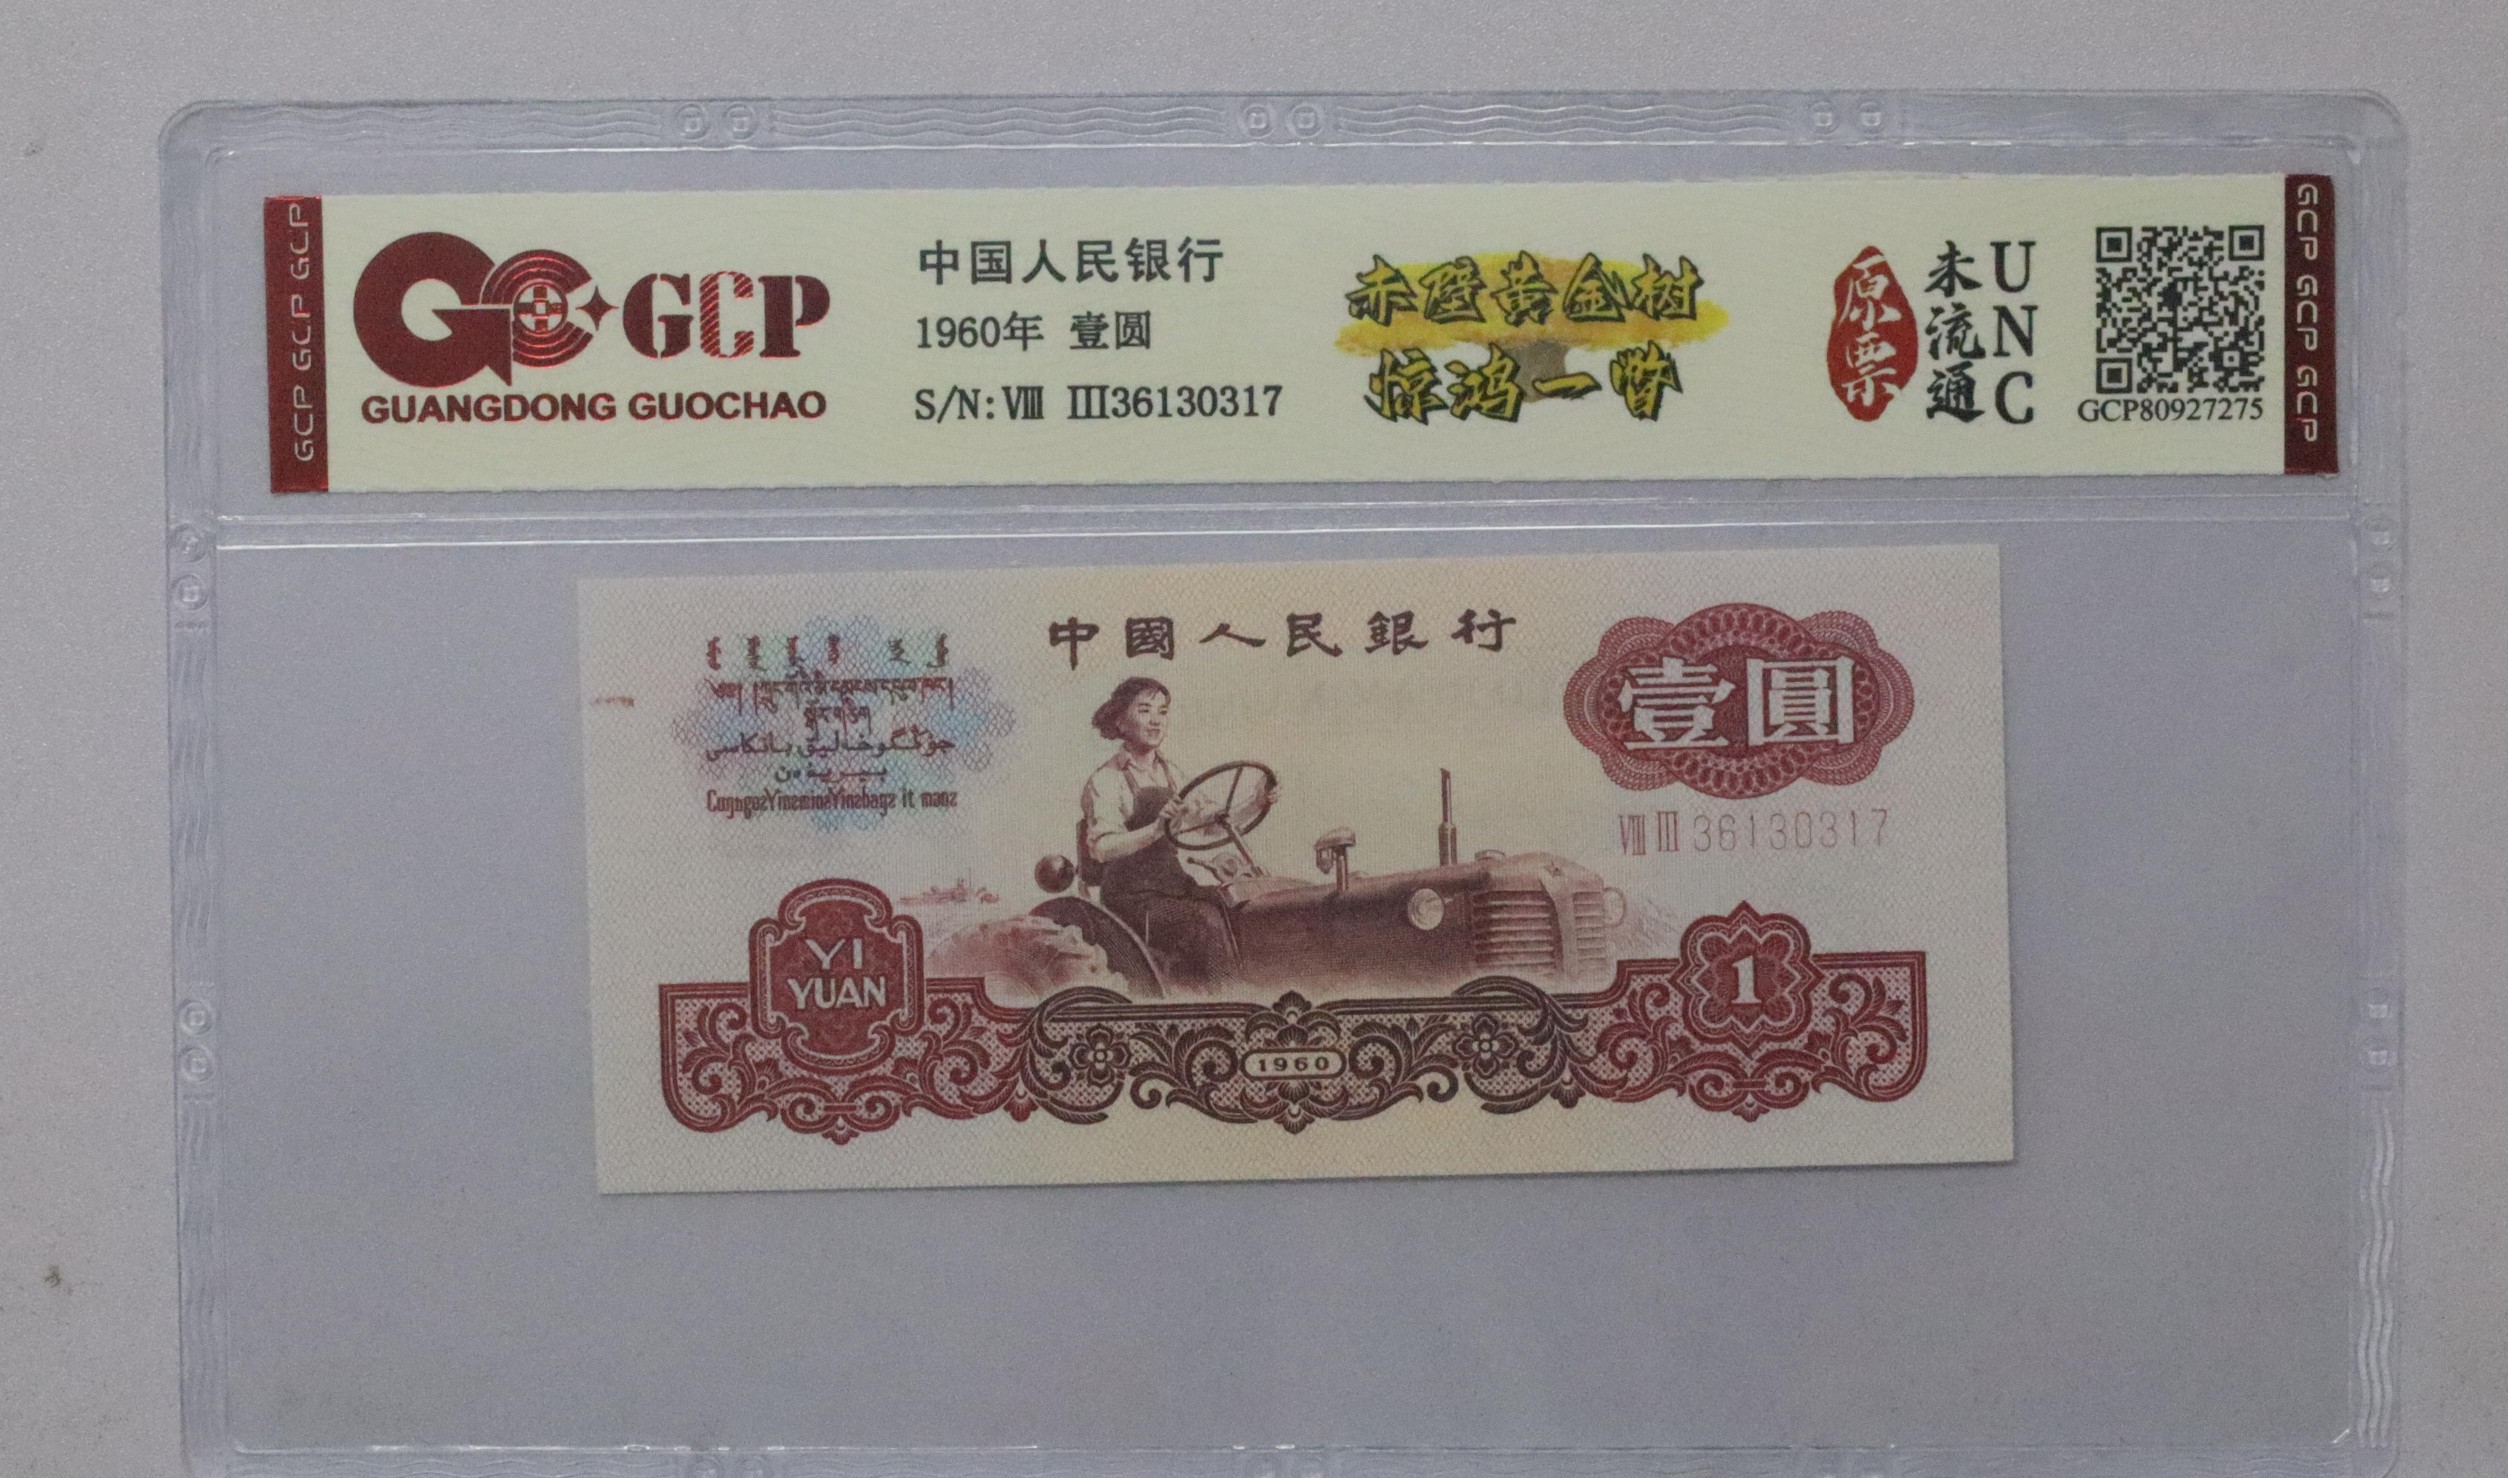 GCP GCP GCP
GCP
GUANGDONG GUOCHAO
中国人民银行
1960年 壹圆
S/N:Ⅷ Ⅲ36130317
赤壁黄金树
惊鸿一瞥
原票
未流通
UNC
GCP80927275
GCP GCP GCP
中國人民銀行
壹圓
Ⅷ Ⅲ 36130317
YI
YUAN
1
1960